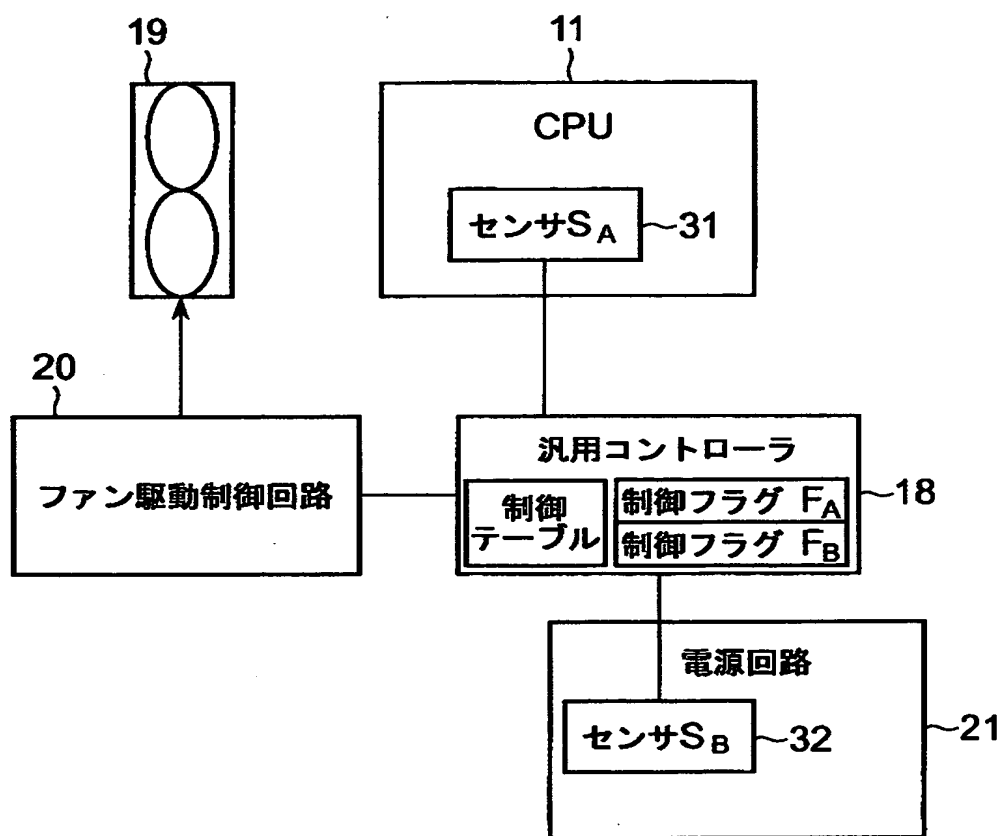 19
11
CPU
センサSA
31
20
ファン駆動制御回路
汎用コントローラ
制御
テーブル
制御フラグ FA
制御フラグ FB
18
電源回路
センサSB
32
21